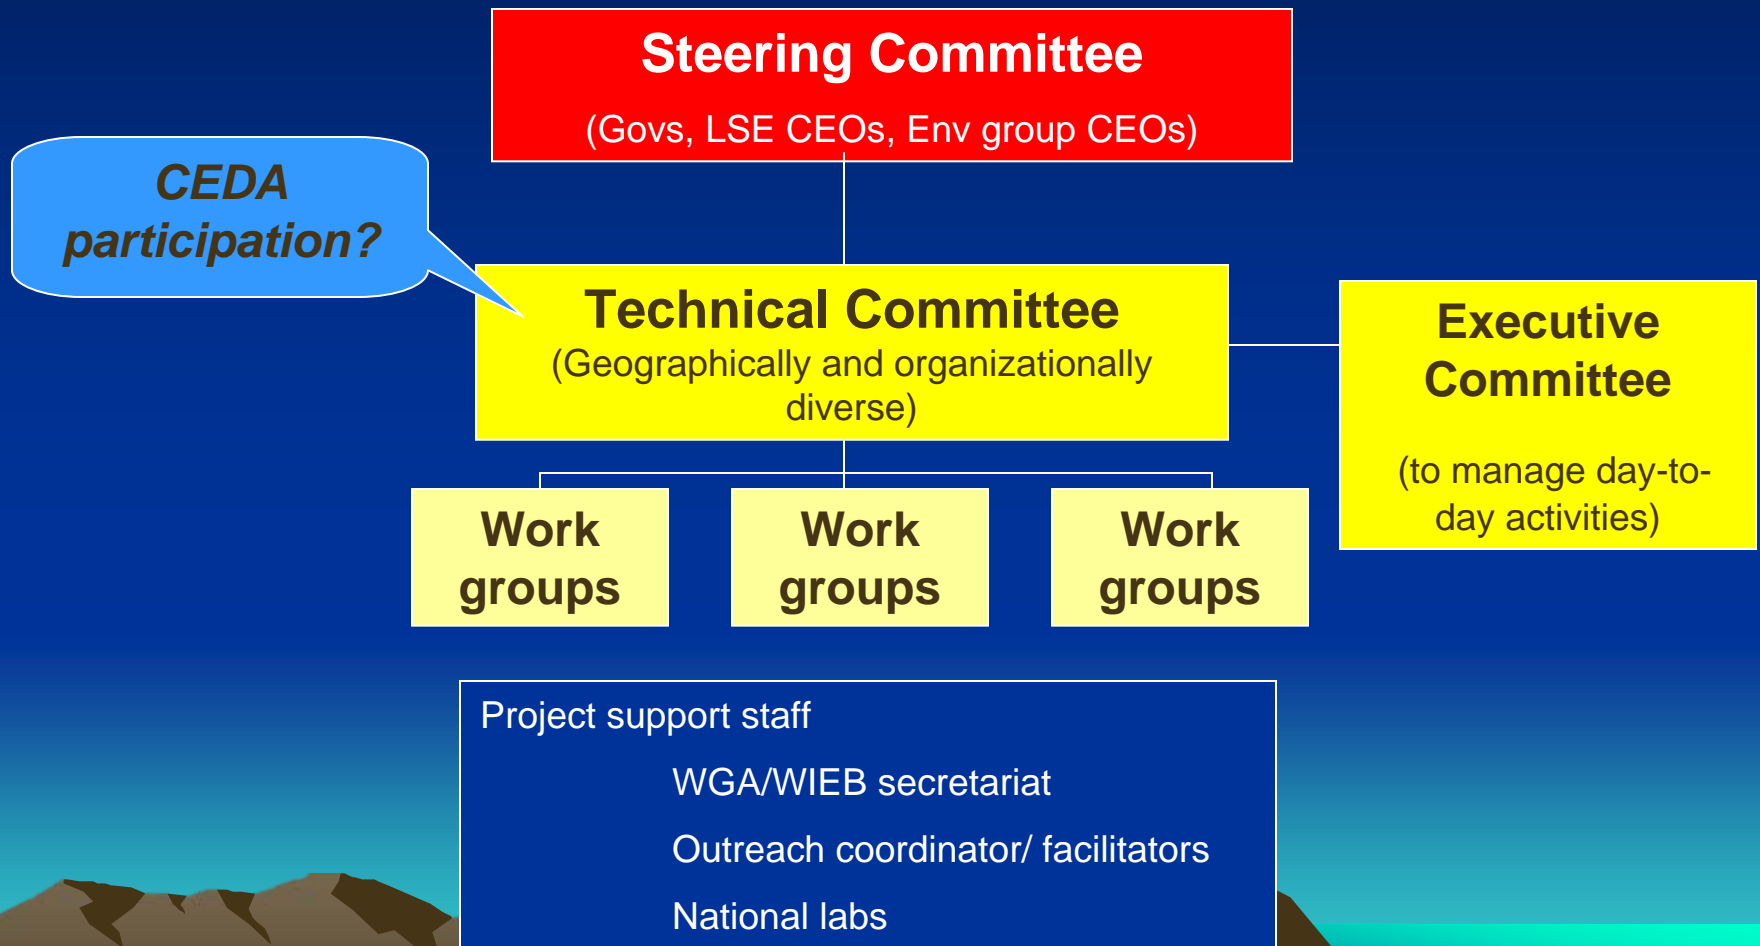 Steering Committee
(Govs, LSE CEOs, Env group CEOs)
CEDA
participation?
Technical Committee
(Geographically and organizationally
diverse)
Executive
Committee
(to manage day-to-
day activities)
Work
groups
Work
groups
Work
groups
Project support staff
WGA/WIEB secretariat
Outreach coordinator/ facilitators
National labs